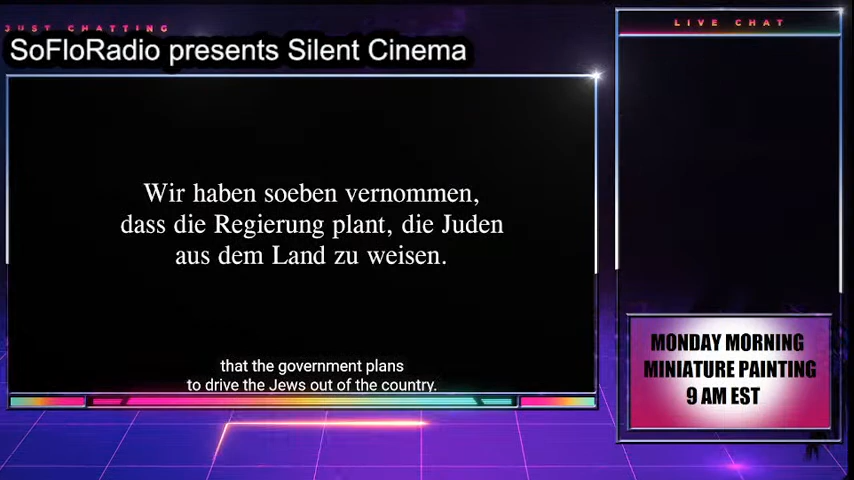 JUST CHATTING
SoFloRadio presents Silent Cinema
LIVE CHAT
Wir haben soeben vernommen,
dass die Regierung plant, die Juden
aus dem Land zu weisen.
that the government plans
to drive the Jews out of the country.
MONDAY MORNING
MINIATURE PAINTING
9 AM EST